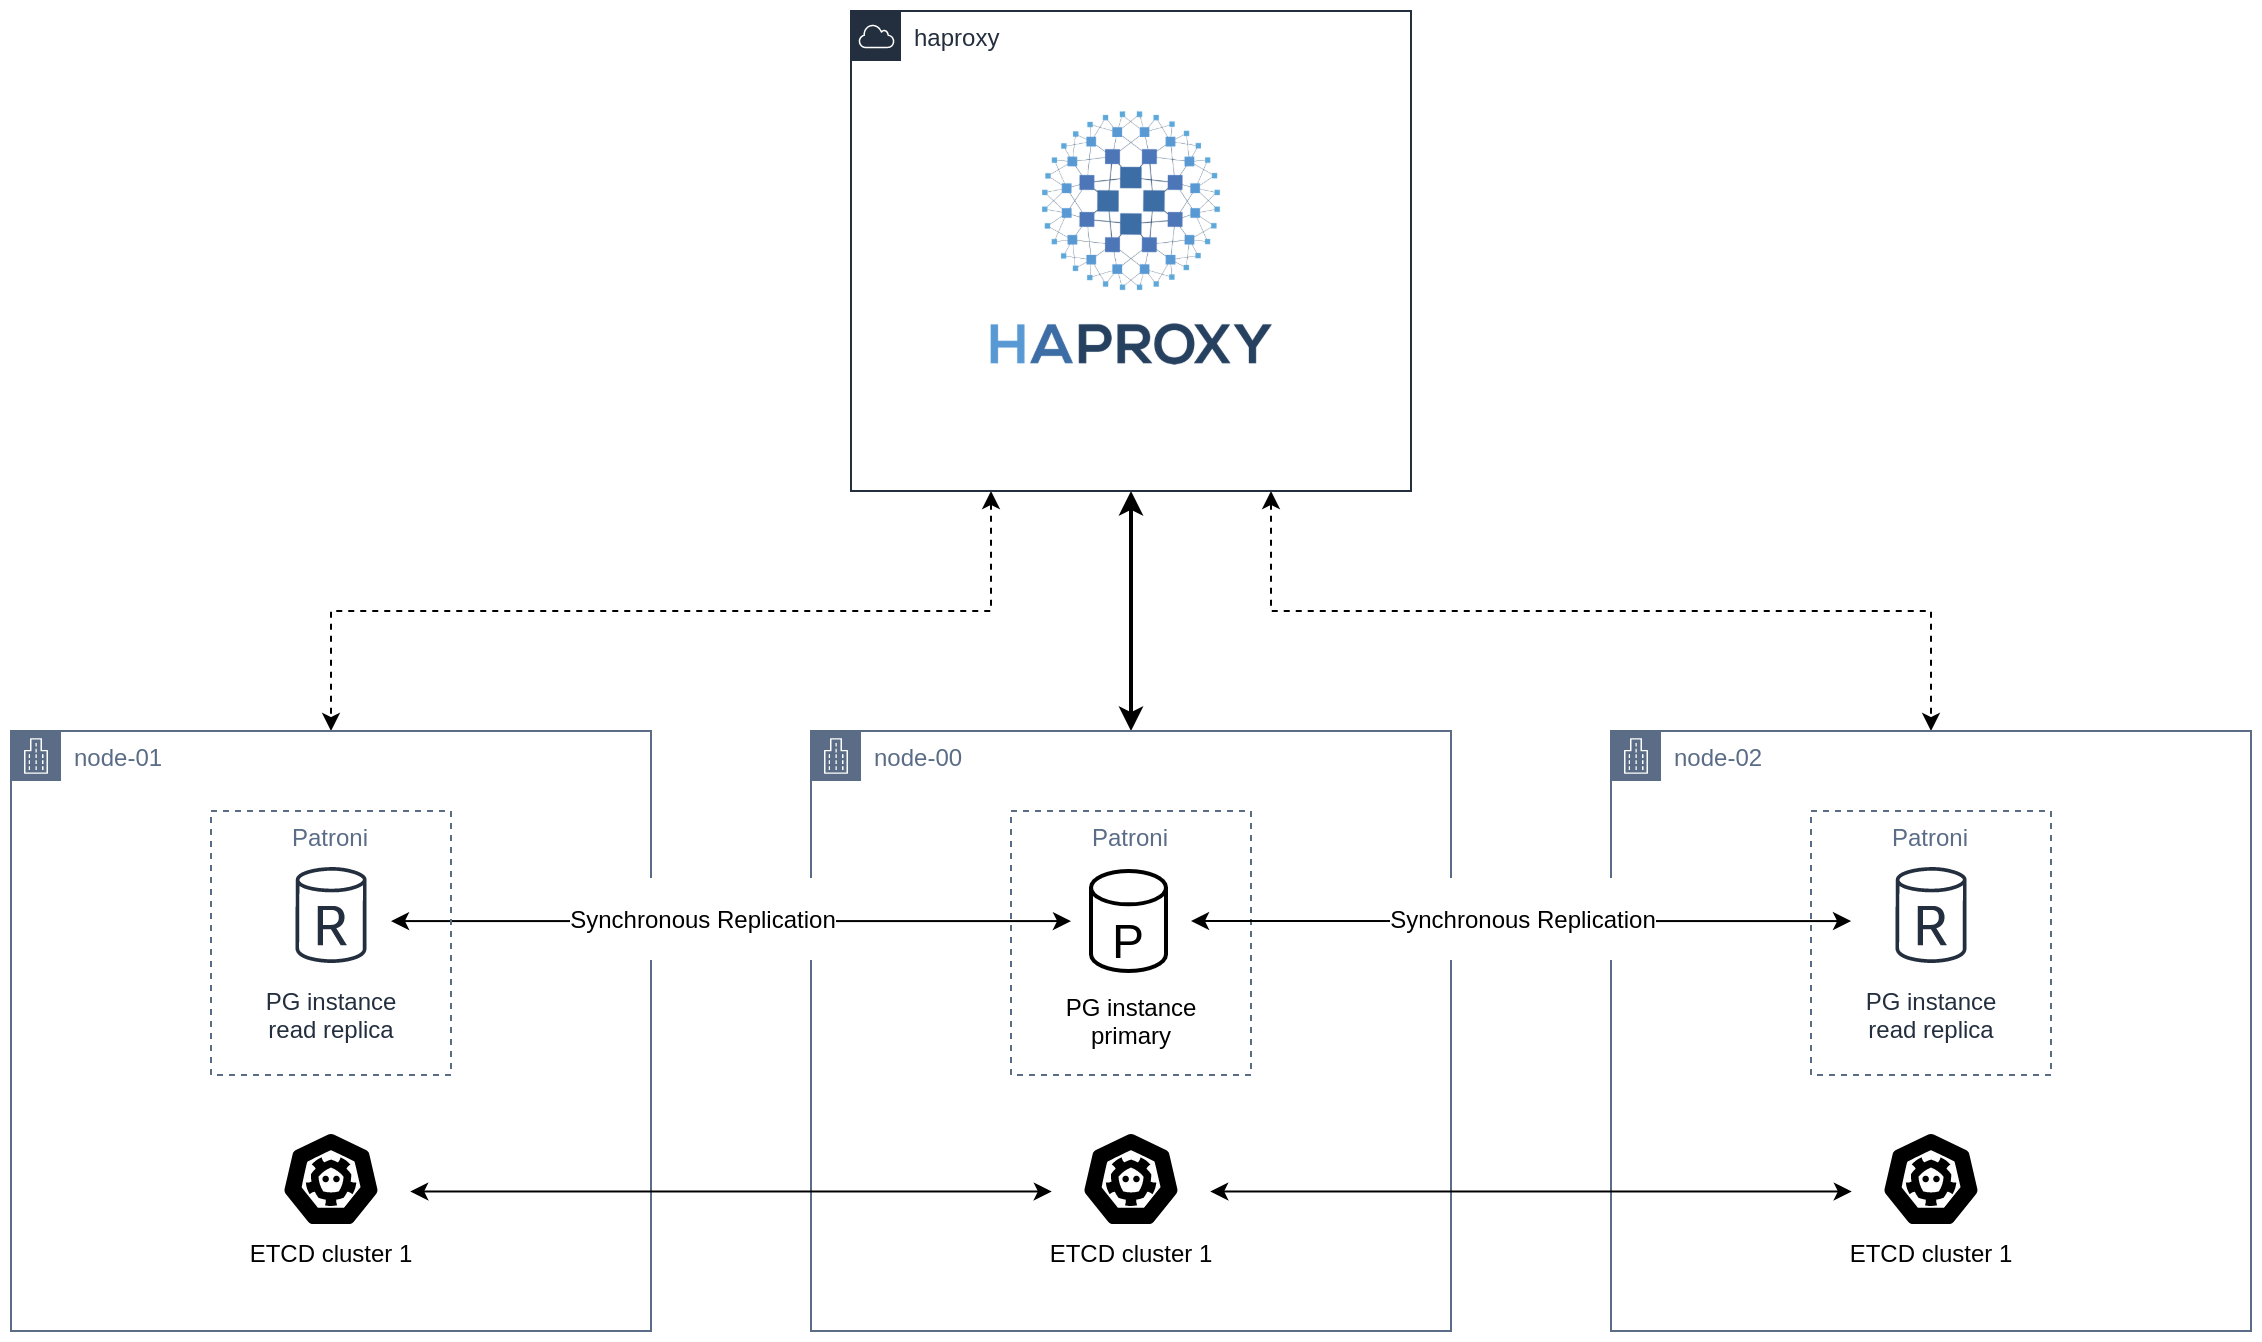 haproxy
HAPROXY
node-01
node-00
node-02
Patroni
Patroni
Patroni
R
Synchronous Replication
P
Synchronous Replication
R
PG instance
read replica
PG instance
primary
PG instance
read replica
ETCD cluster 1
ETCD cluster 1
ETCD cluster 1